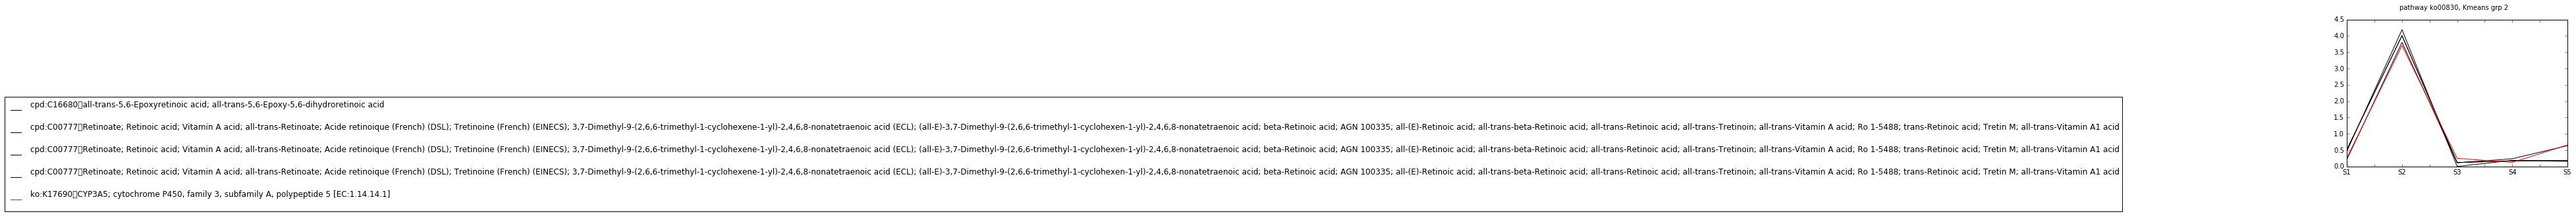 pathway ko00830, Kmeans grp 2
4.5
4.0
3.5
3.0
2.5
2.0
1.5
1.0
0.5
0.0
S1 S2 S3 S4 S5
cpd:C16680▯all-trans-5,6-Epoxyretinoic acid; all-trans-5,6-Epoxy-5,6-dihydroretinoic acid
cpd:C00777▯Retinoate; Retinoic acid; Vitamin A acid; all-trans-Retinoate; Acide retinoique (French) (DSL); Tretinoine (French) (EINECS); 3,7-Dimethyl-9-(2,6,6-trimethyl-1-cyclohexene-1-yl)-2,4,6,8-nonatetraenoic acid (ECL); (all-E)-3,7-Dimethyl-9-(2,6,6-trimethyl-1-cyclohexen-1-yl)-2,4,6,8-nonatetraenoic acid; beta-Retinoic acid; AGN 100335; all-(E)-Retinoic acid; all-trans-beta-Retinoic acid; all-trans-Retinoic acid; all-trans-Tretinoin; all-trans-Vitamin A acid; Ro 1-5488; trans-Retinoic acid; Tretin M; all-trans-Vitamin A1 acid
cpd:C00777▯Retinoate; Retinoic acid; Vitamin A acid; all-trans-Retinoate; Acide retinoique (French) (DSL); Tretinoine (French) (EINECS); 3,7-Dimethyl-9-(2,6,6-trimethyl-1-cyclohexene-1-yl)-2,4,6,8-nonatetraenoic acid (ECL); (all-E)-3,7-Dimethyl-9-(2,6,6-trimethyl-1-cyclohexen-1-yl)-2,4,6,8-nonatetraenoic acid; beta-Retinoic acid; AGN 100335; all-(E)-Retinoic acid; all-trans-beta-Retinoic acid; all-trans-Retinoic acid; all-trans-Tretinoin; all-trans-Vitamin A acid; Ro 1-5488; trans-Retinoic acid; Tretin M; all-trans-Vitamin A1 acid
cpd:C00777▯Retinoate; Retinoic acid; Vitamin A acid; all-trans-Retinoate; Acide retinoique (French) (DSL); Tretinoine (French) (EINECS); 3,7-Dimethyl-9-(2,6,6-trimethyl-1-cyclohexene-1-yl)-2,4,6,8-nonatetraenoic acid (ECL); (all-E)-3,7-Dimethyl-9-(2,6,6-trimethyl-1-cyclohexen-1-yl)-2,4,6,8-nonatetraenoic acid; beta-Retinoic acid; AGN 100335; all-(E)-Retinoic acid; all-trans-beta-Retinoic acid; all-trans-Retinoic acid; all-trans-Tretinoin; all-trans-Vitamin A acid; Ro 1-5488; trans-Retinoic acid; Tretin M; all-trans-Vitamin A1 acid
ko:K17690▯CYP3A5; cytochrome P450, family 3, subfamily A, polypeptide 5 [EC:1.14.14.1]